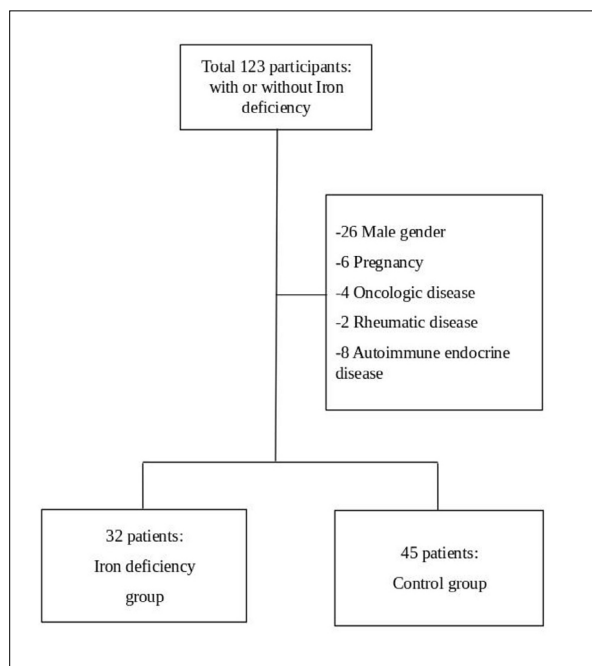 Total 123 participants:
with or without Iron
deficiency
-26 Male gender
-6 Pregnancy
-4 Oncologic disease
-2 Rheumatic disease
-8 Autoimmune endocrine
disease
32 patients:
Iron deficiency
group
45 patients:
Control group